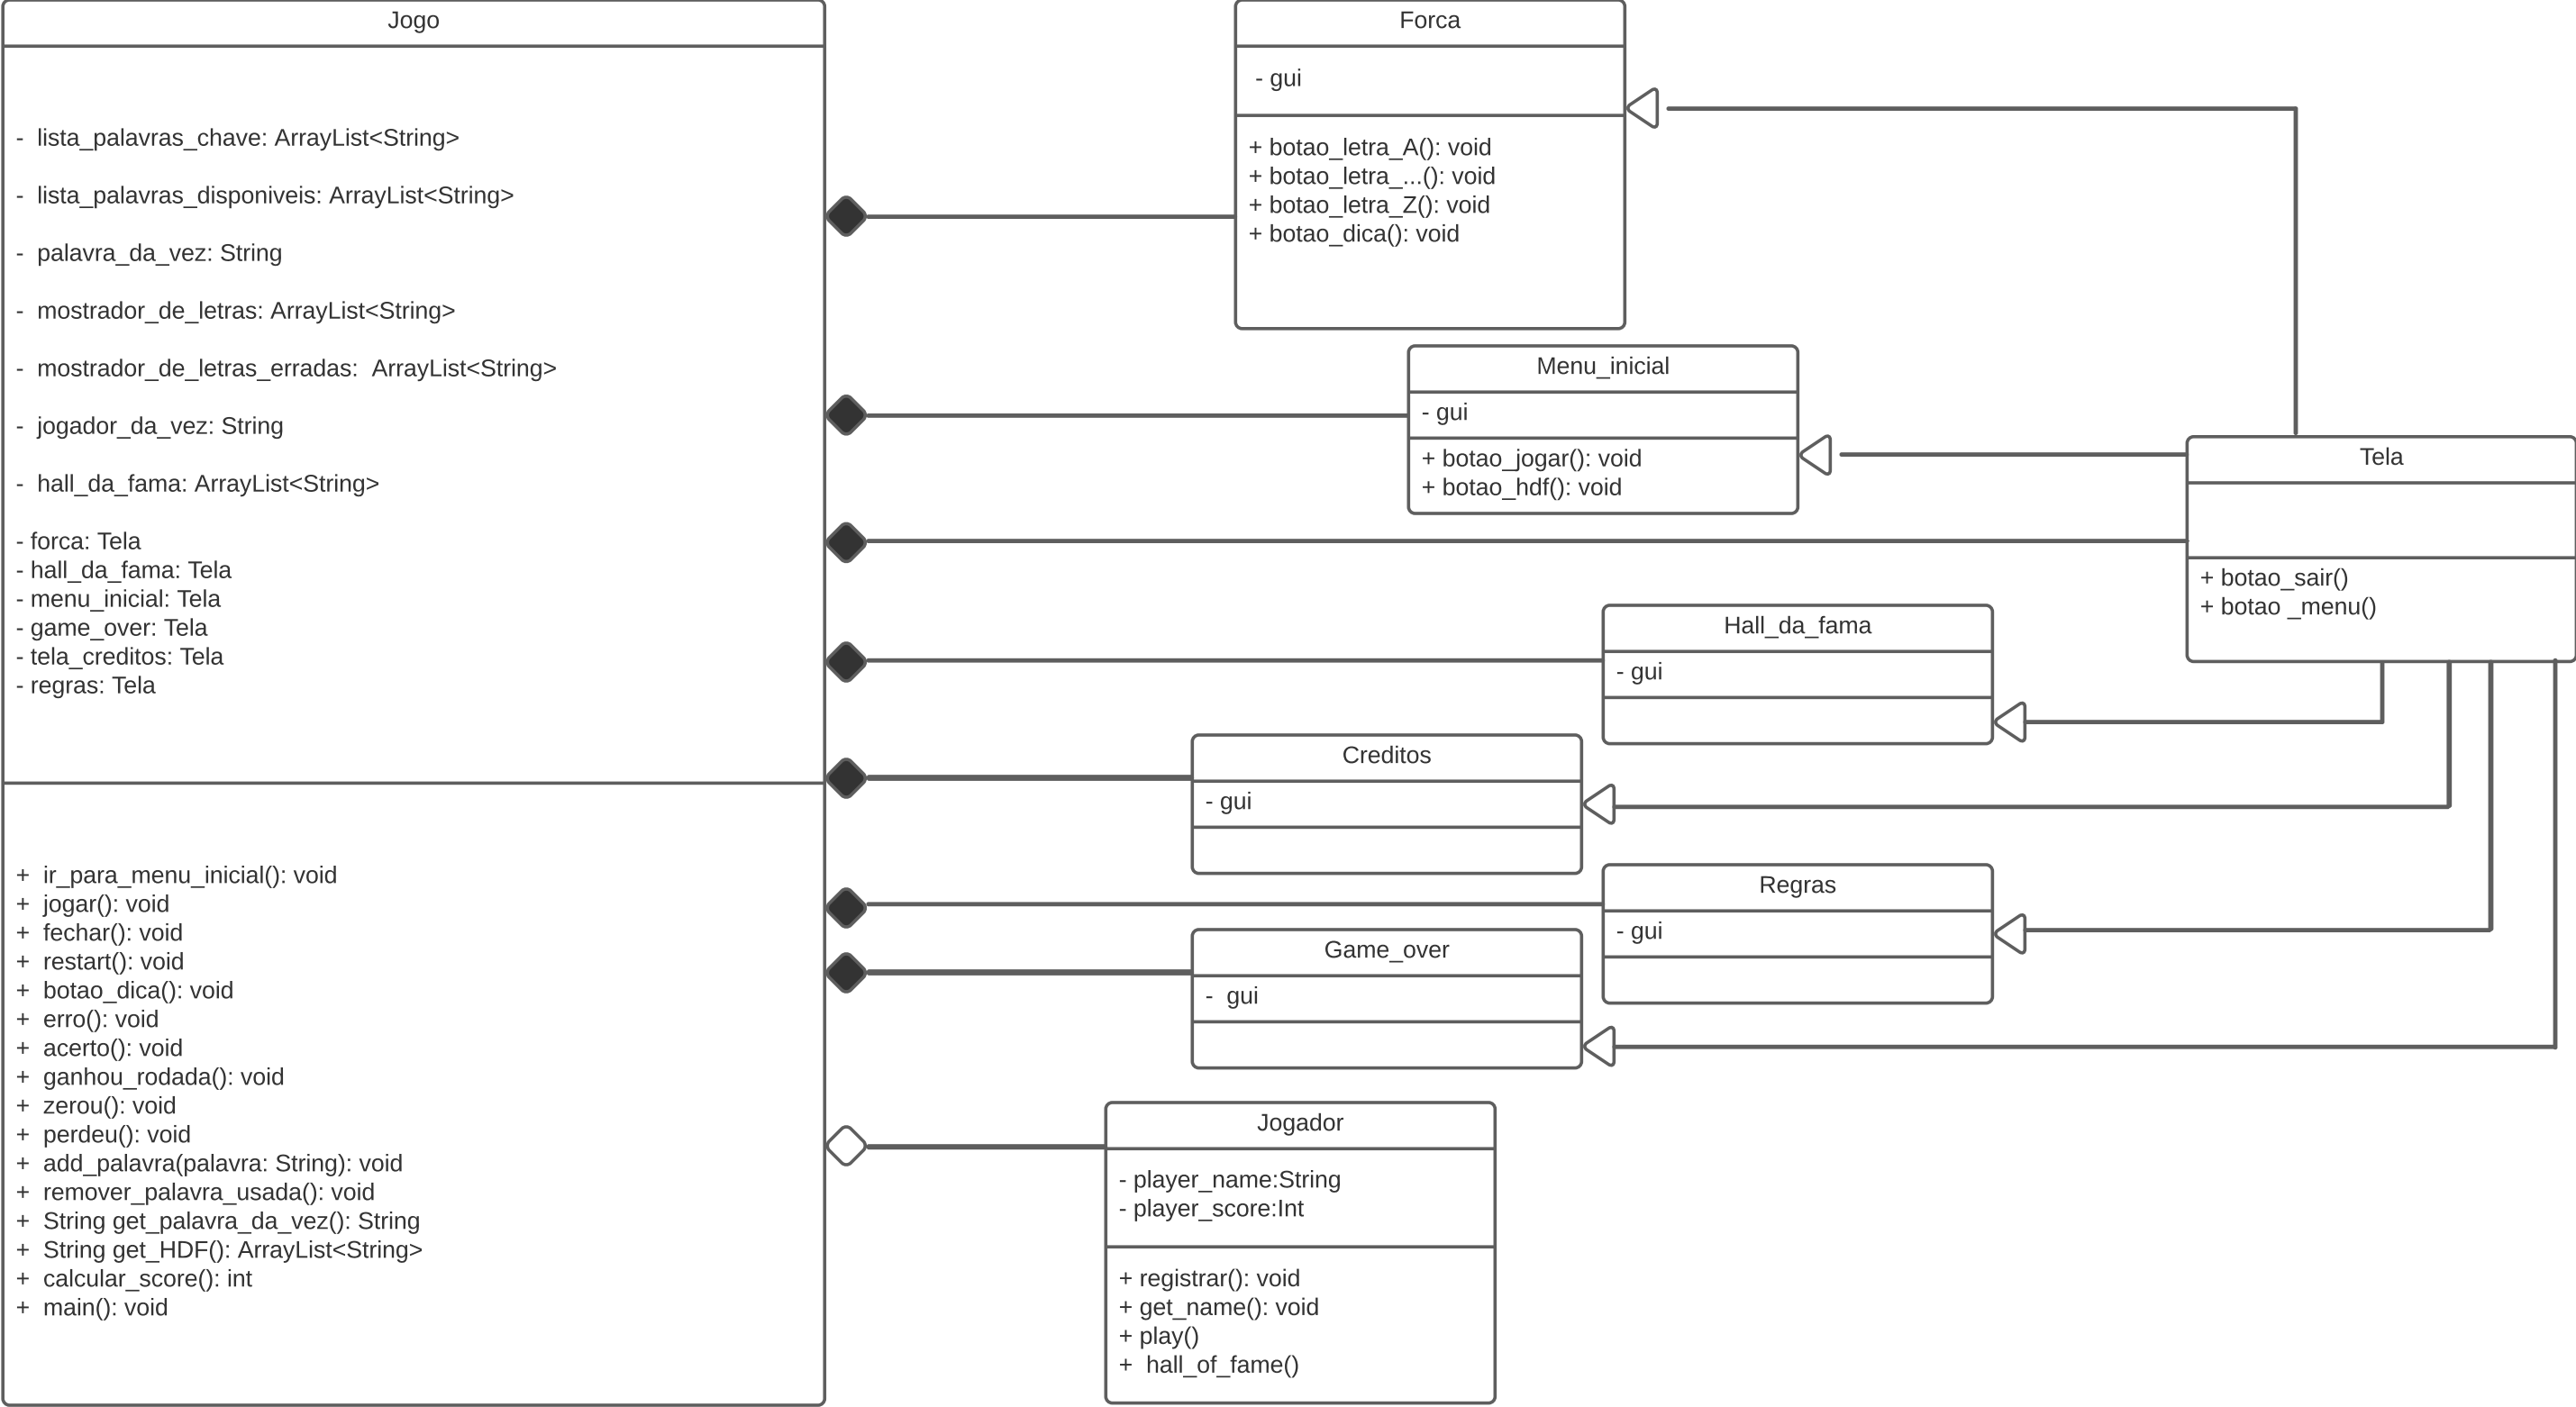 Jogo
-  lista_palavras_chave: ArrayList<String>
-  lista_palavras_disponiveis: ArrayList<String>
-  palavra_da_vez: String
-  mostrador_de_letras: ArrayList<String>
-  mostrador_de_letras_erradas:  ArrayList<String>
-  jogador_da_vez: String
-  hall_da_fama: ArrayList<String>
- forca: Tela
- hall_da_fama: Tela
- menu_inicial: Tela
- game_over: Tela
- tela_creditos: Tela
- regras: Tela
+  ir_para_menu_inicial(): void
+  jogar(): void
+  fechar(): void
+  restart(): void
+  botao_dica(): void
+  erro(): void
+  acerto(): void
+  ganhou_rodada(): void
+  zerou(): void
+  perdeu(): void
+  add_palavra(palavra: String): void
+  remover_palavra_usada(): void
+  String get_palavra_da_vez(): String
+  String get_HDF(): ArrayList<String>
+  calcular_score(): int
+  main(): void
Forca
- gui
+ botao_letra_A(): void
+ botao_letra_...(): void
+ botao_letra_Z(): void
+ botao_dica(): void
Menu_inicial
- gui
+ botao_jogar(): void
+ botao_hdf(): void
Tela
+ botao_sair()
+ botao _menu()
Hall_da_fama
- gui
Creditos
- gui
Regras
- gui
Game_over
-  gui
Jogador
- player_name:String
- player_score:Int
+ registrar(): void
+ get_name(): void
+ play()
+  hall_of_fame()